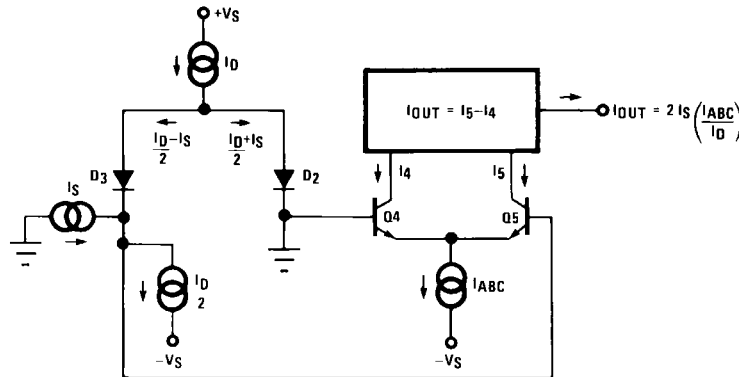 +VS
ID
IOUT = I5–I4
IOUT = 2 IS (IABC/ID)
ID/2 –IS
ID/2 +IS
I4
I5
D3
D2
IS
Q4
Q5
ID/2
IABC
–VS
–VS